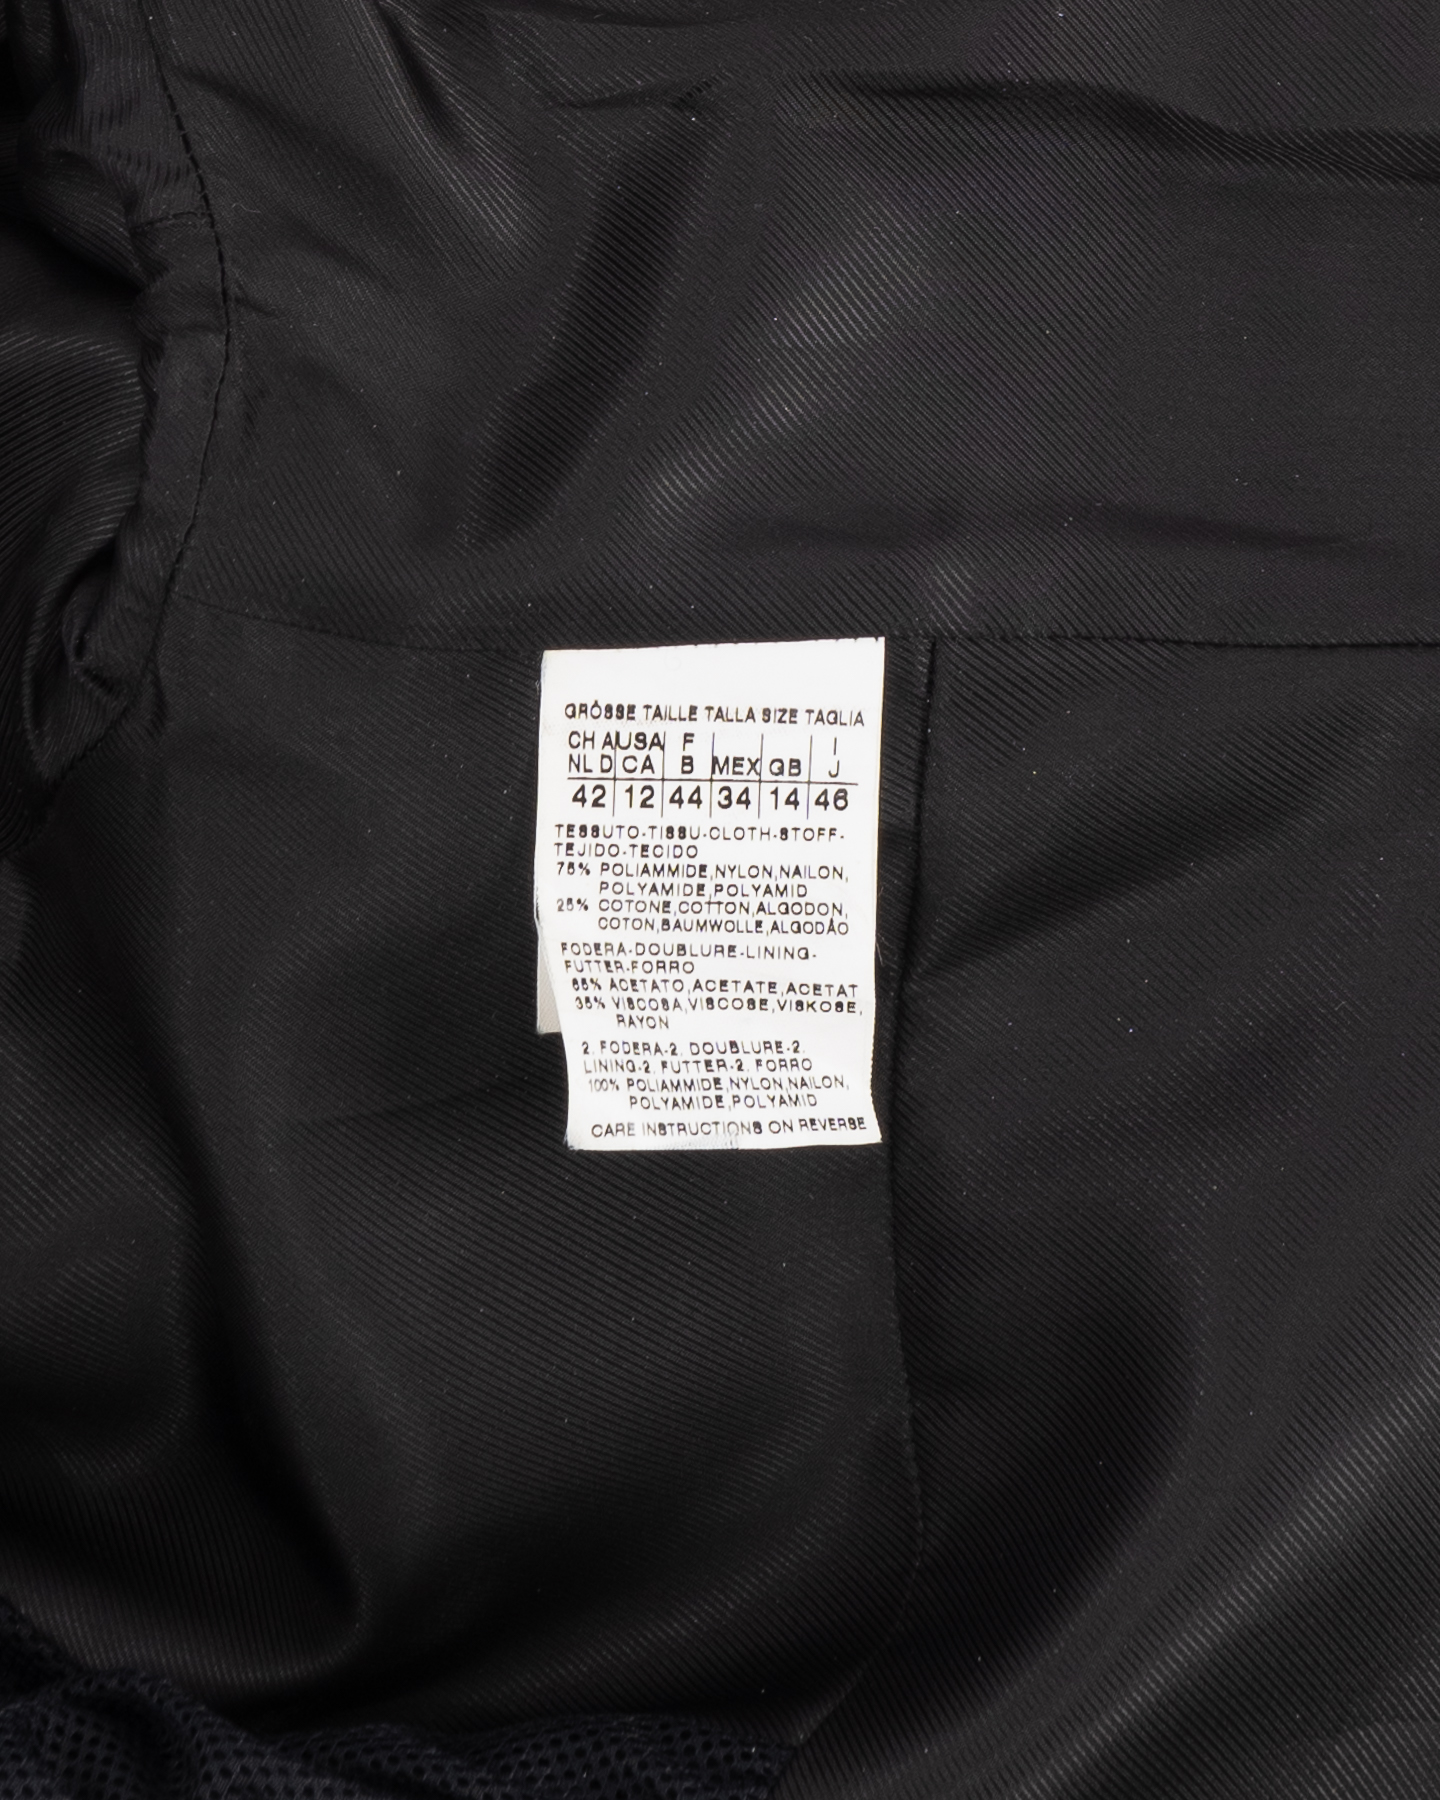 GRÖSSE TAILLE TALLA SIZE TAGLIA
CH A USA F I
NL D CA B MEX GB J
42 12 44 34 14 46
TESSUTO-TISSU-CLOTH-STOFF-
TEJIDO-TECIDO
75% POLIAMMIDE,NYLON,NAILON,
POLYAMIDE,POLYAMID
25% COTONE,COTTON,ALGODON,
COTON,BAUMWOLLE,ALGODÃO
FODERA-DOUBLURE-LINING-
FUTTER-FORRO
65% ACETATO,ACETATE,ACETAT
35% VISCOSA,VISCOSE,VISKOSE,
RAYON
2. FODERA-2. DOUBLURE-2.
LINING-2. FUTTER-2. FORRO
100% POLIAMMIDE,NYLON,NAILON,
POLYAMIDE,POLYAMID
CARE INSTRUCTIONS ON REVERSE